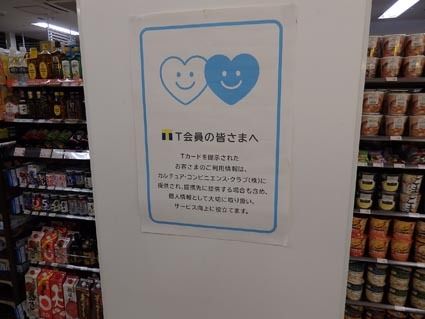 T会員の皆さまへ
Tカードを提示された
お客さまのご利用情報は、
カルチュア・コンビニエンス・クラブ(株)に
提供され、提携先に提供する場合も含め、
個人情報として大切に取り扱い、
サービス向上に役立てます。